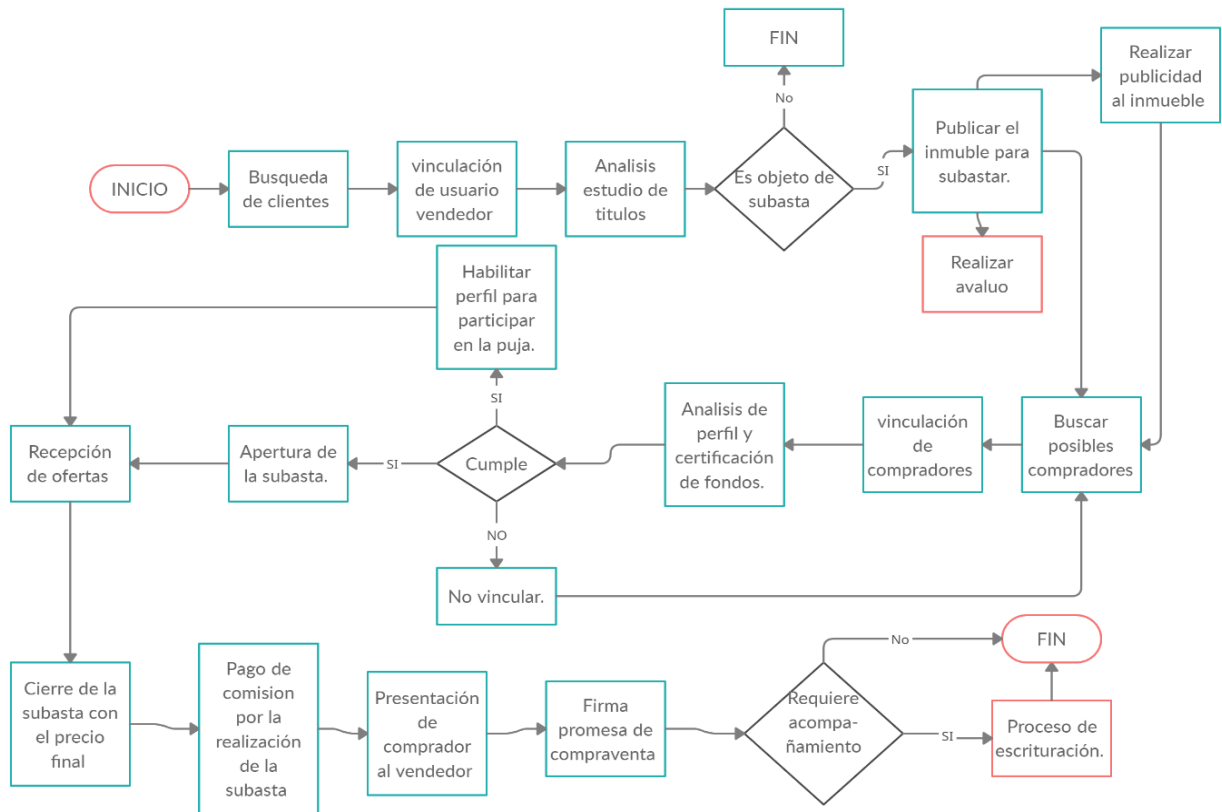 FIN
Realizar
publicidad
al inmueble
No
Publicar el
inmuble para
subastar.
INICIO
Busqueda
de clientes
vinculación
de usuario
vendedor
Analisis
estudio de
titulos
Es objeto de
subasta
SI
Realizar
avaluo
Habilitar
perfil para
participar
en la puja.
SI
Recepción
de ofertas
Apertura de
la subasta.
SI
Cumple
Analisis de
perfil y
certificación
de fondos.
vinculación
de
compradores
Buscar
posibles
compradores
NO
No vincular.
No
FIN
Cierre de la
subasta con
el precio
final
Pago de
comision
por la
realización
de la
subasta
Presentación
de
comprador
al vendedor
Firma
promesa de
compraventa
Requiere
acompa-
ñamiento
SI
Proceso de
escrituración.